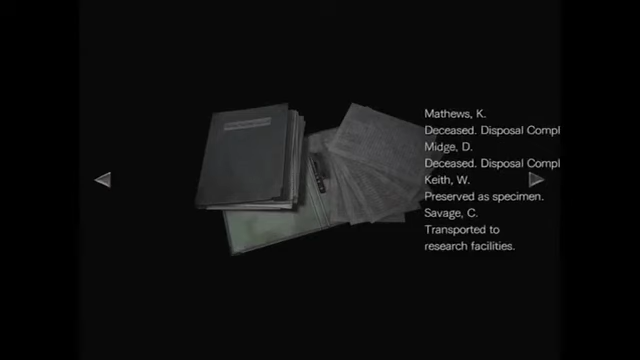 Mathews, K.
Deceased. Disposal Compl
Midge, D.
Deceased. Disposal Compl
Keith, W.
Preserved as specimen.
Savage, C.
Transported to
research facilities.